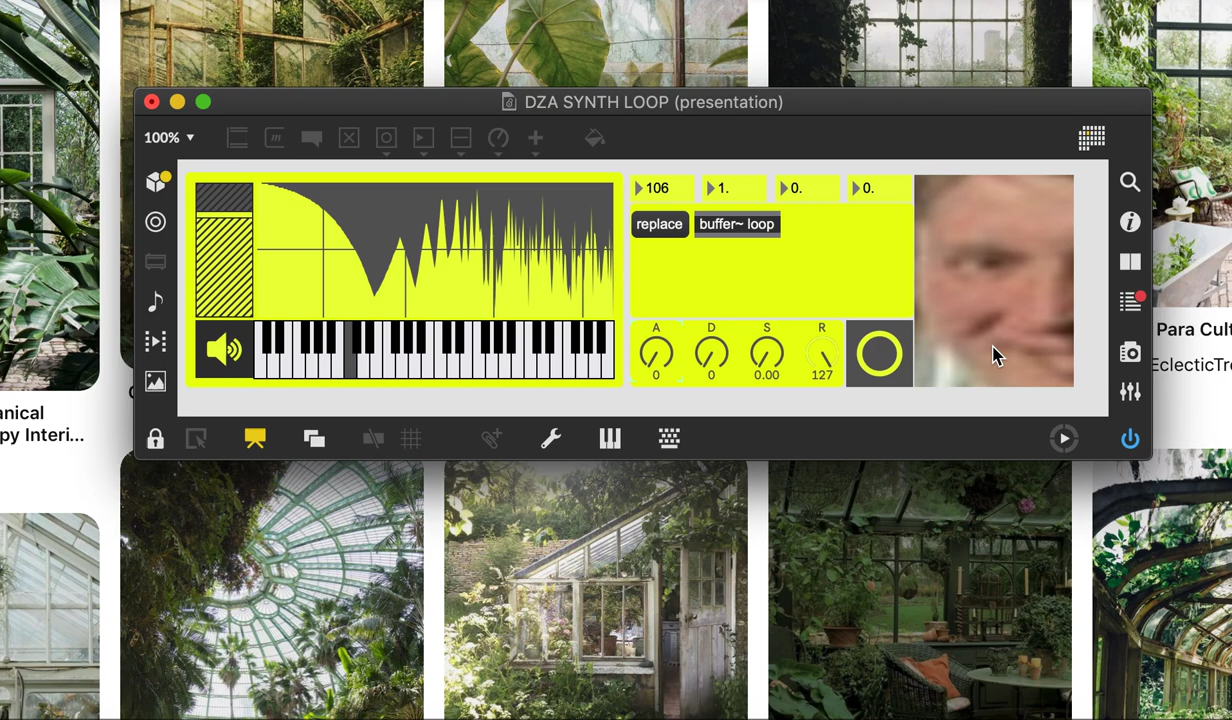 DZA SYNTH LOOP (presentation)
100%
106
1.
0.
0.
replace
buffer~ loop
A
D
S
R
0
0
0.00
127
anical
py Interi...
Para Cult
EclecticTre